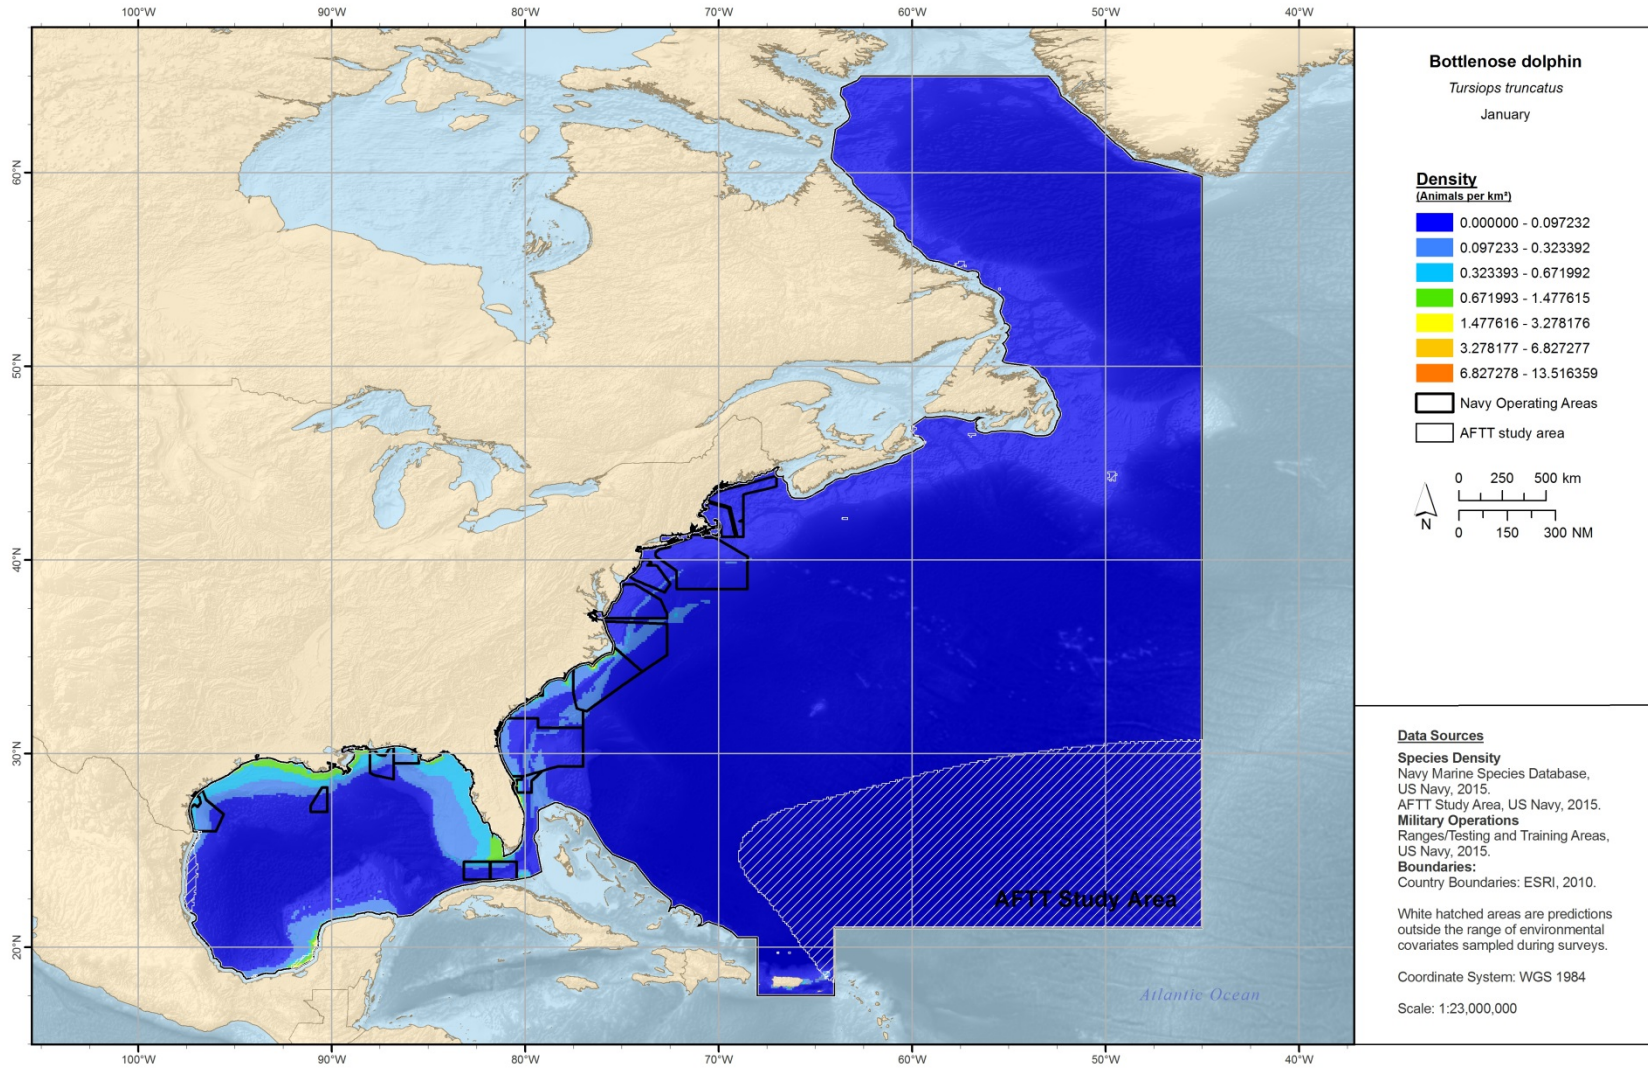 100°W 90°W 80°W 70°W 60°W 50°W 40°W
60°N
50°N
40°N
30°N
20°N
60°N
50°N
40°N
30°N
20°N
AFTT Study Area
Atlantic Ocean
100°W 90°W 80°W 70°W 60°W 50°W 40°W
Bottlenose dolphin
Tursiops truncatus
January
Density
(Animals per km²)
0.000000 - 0.097232
0.097233 - 0.323392
0.323393 - 0.671992
0.671993 - 1.477615
1.477616 - 3.278176
3.278177 - 6.827277
6.827278 - 13.516359
Navy Operating Areas
AFTT study area
N
0 250 500 km
0 150 300 NM
Data Sources
Species Density
Navy Marine Species Database,
US Navy, 2015.
AFTT Study Area, US Navy, 2015.
Military Operations
Ranges/Testing and Training Areas,
US Navy, 2015.
Boundaries:
Country Boundaries: ESRI, 2010.
White hatched areas are predictions
outside the range of environmental
covariates sampled during surveys.
Coordinate System: WGS 1984
Scale: 1:23,000,000